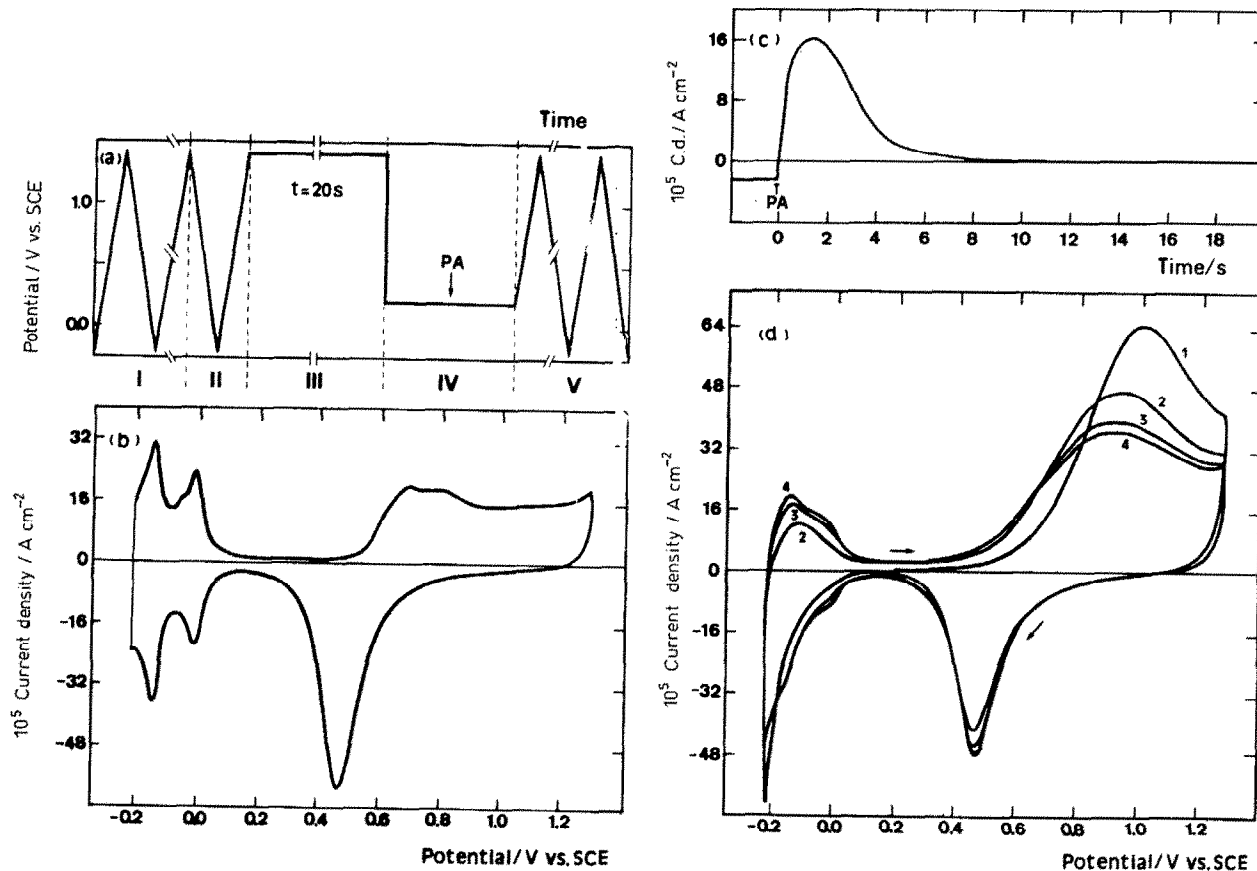 Time
(a)
Potential / V vs. SCE
1.0
0.0
t=20s
PA
I II III IV V
(b)
10⁵ Current density / A cm⁻²
32
16
0
-16
-32
-48
-0.2 0.0 0.2 0.4 0.6 0.8 1.0 1.2
Potential/V vs.SCE
(c)
10⁵ C.d./ A cm⁻²
16
8
0
PA
0 2 4 6 8 10 12 14 16 18
Time/s
(d)
10⁵ Current density / A cm⁻²
64
48
32
16
0
-16
-32
-48
1
2
3
4
4
3
2
-0.2 0.0 0.2 0.4 0.6 0.8 1.0 1.2
Potential/V vs.SCE